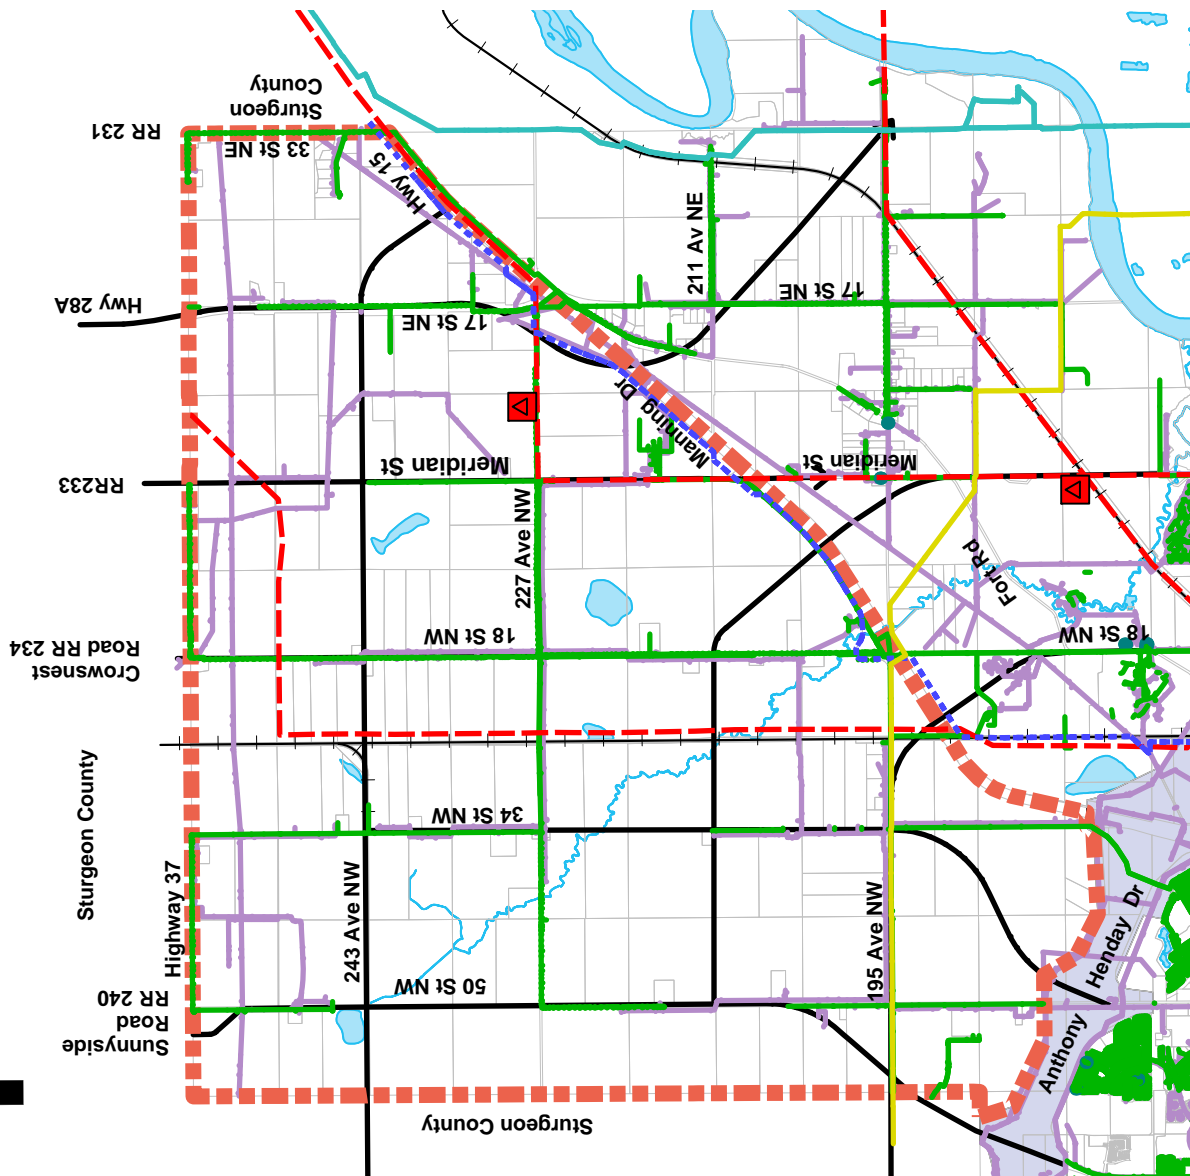 Sturgeon
County
RR 231
33 St NE
Hwy 15
211 Av NE
Hwy 28A
17 St NE
17 St NE
Manning Dr
Meridian St
Meridian St
RR233
227 Ave NW
Fort Rd
18 St NW
18 St NW
Crowsnest
Road RR 234
Sturgeon County
34 St NW
Highway 37
243 Ave NW
195 Ave NW
50 St NW
Sunnyside
Road
RR 240
Anthony
Henday Dr
Sturgeon County